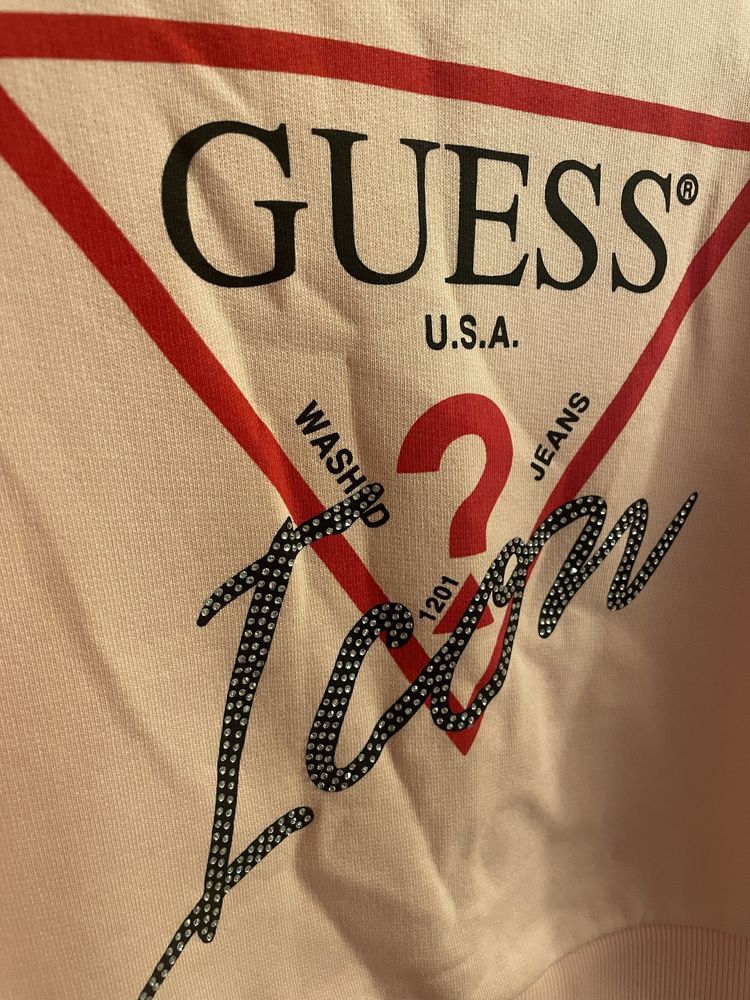 GUESS®
U.S.A.
WASHED
?
JEANS
1201
Icon